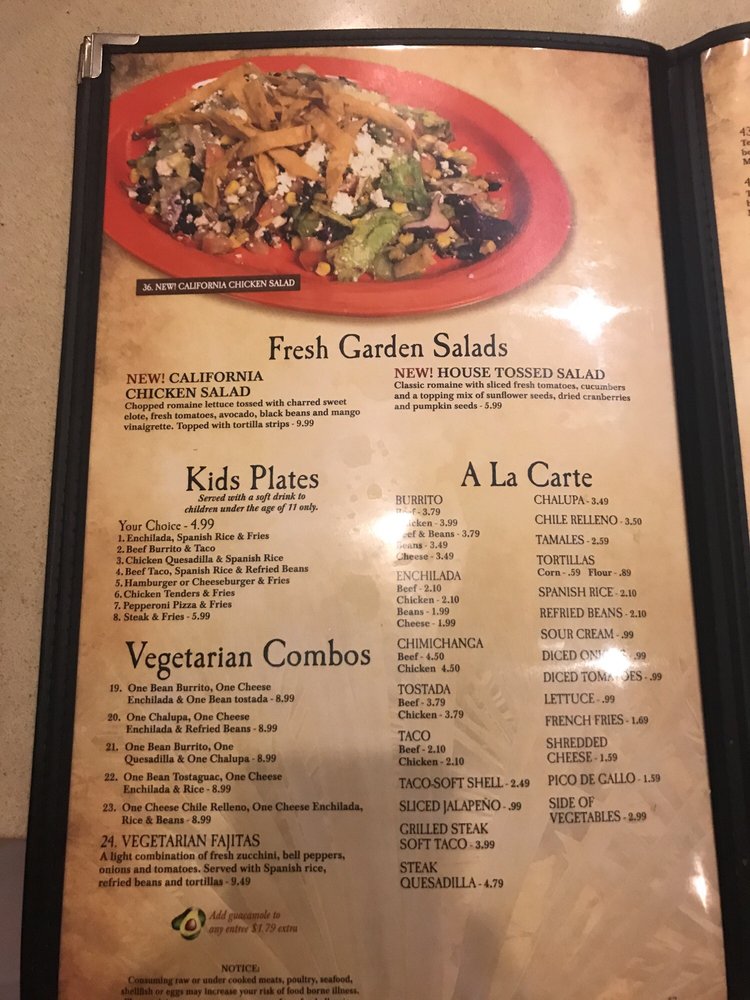 36. NEW! CALIFORNIA CHICKEN SALAD
Fresh Garden Salads
NEW! CALIFORNIA
CHICKEN SALAD
Chopped romaine lettuce tossed with charred sweet
elote, fresh tomatoes, avocado, black beans and mango
vinaigrette. Topped with tortilla strips - 9.99
NEW! HOUSE TOSSED SALAD
Classic romaine with sliced fresh tomatoes, cucumbers
and a topping mix of sunflower seeds, dried cranberries
and pumpkin seeds - 5.99
Kids Plates
Served with a soft drink to
children under the age of 11 only.
Your Choice - 4.99
1. Enchilada, Spanish Rice & Fries
2. Beef Burrito & Taco
3. Chicken Quesadilla & Spanish Rice
4. Beef Taco, Spanish Rice & Refried Beans
5. Hamburger or Cheeseburger & Fries
6. Chicken Tenders & Fries
7. Pepperoni Pizza & Fries
8. Steak & Fries - 5.99
Vegetarian Combos
19. One Bean Burrito, One Cheese
Enchilada & One Bean tostada - 8.99
20. One Chalupa, One Cheese
Enchilada & Refried Beans - 8.99
21. One Bean Burrito, One
Quesadilla & One Chalupa - 8.99
22. One Bean Tostaguac, One Cheese
Enchilada & Rice - 8.99
23. One Cheese Chile Relleno, One Cheese Enchilada,
Rice & Beans - 8.99
24. VEGETARIAN FAJITAS
A light combination of fresh zucchini, bell peppers,
onions and tomatoes. Served with Spanish rice,
refried beans and tortillas - 9.49
Add guacamole to
any entree $1.79 extra
NOTICE:
Consuming raw or under cooked meats, poultry, seafood,
shellfish or eggs may increase your risk of food borne illness.
A La Carte
BURRITO
Beef - 3.79
Chicken - 3.99
Beef & Beans - 3.79
Beans - 3.49
Cheese - 3.49
ENCHILADA
Beef - 2.10
Chicken - 2.10
Beans - 1.99
Cheese - 1.99
CHIMICHANGA
Beef - 4.50
Chicken 4.50
TOSTADA
Beef - 3.79
Chicken - 3.79
TACO
Beef - 2.10
Chicken - 2.10
TACO-SOFT SHELL - 2.49
SLICED JALAPEÑO - .99
GRILLED STEAK
SOFT TACO - 3.99
STEAK
QUESADILLA - 4.79
CHALUPA - 3.49
CHILE RELLENO - 3.50
TAMALES - 2.59
TORTILLAS
Corn - .59 Flour - .89
SPANISH RICE - 2.10
REFRIED BEANS - 2.10
SOUR CREAM - .99
DICED ONIONS - .99
DICED TOMATOES - .99
LETTUCE - .99
FRENCH FRIES - 1.69
SHREDDED
CHEESE - 1.59
PICO DE GALLO - 1.59
SIDE OF
VEGETABLES - 2.99